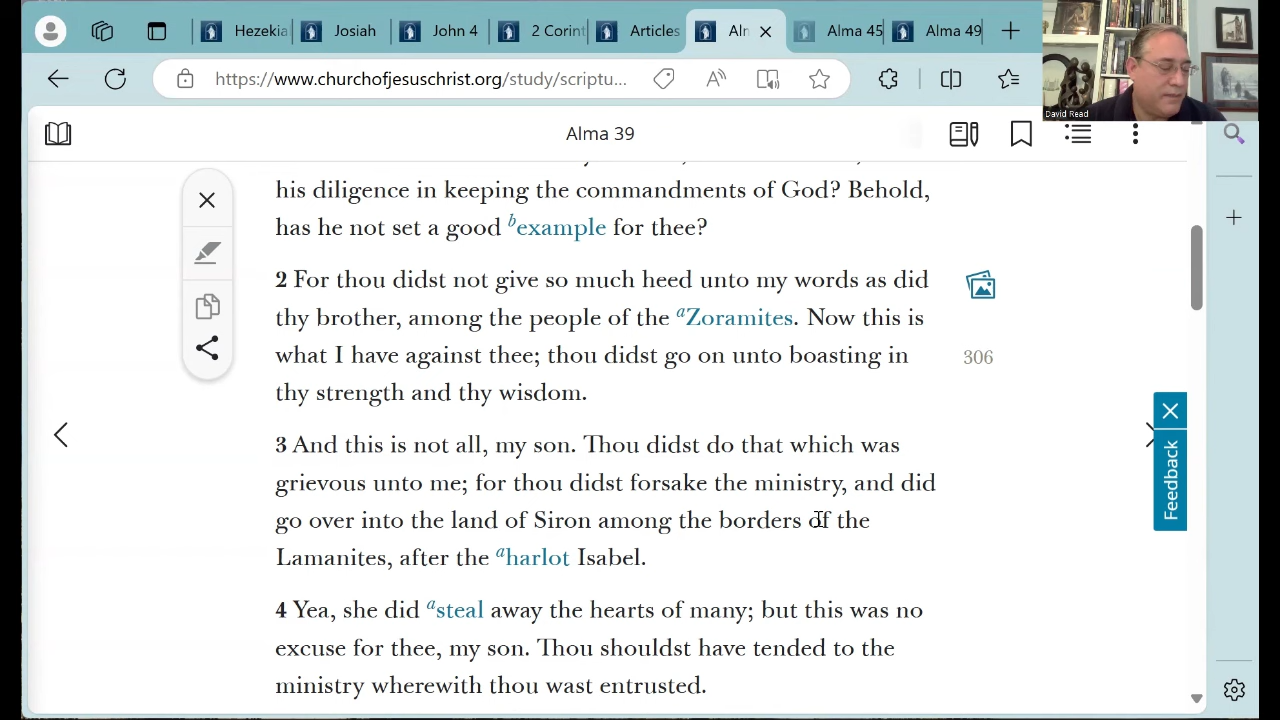 Hezekia
Josiah
John 4
2 Corint
Articles
Alm
Alma 45
Alma 49
https://www.churchofjesuschrist.org/study/scriptu...
David Read
Alma 39
his diligence in keeping the commandments of God? Behold,
has he not set a good b example for thee?
2 For thou didst not give so much heed unto my words as did
thy brother, among the people of the a Zoramites. Now this is
what I have against thee; thou didst go on unto boasting in
306
thy strength and thy wisdom.
3 And this is not all, my son. Thou didst do that which was
grievous unto me; for thou didst forsake the ministry, and did
go over into the land of Siron among the borders of the
Lamanites, after the a harlot Isabel.
4 Yea, she did a steal away the hearts of many; but this was no
excuse for thee, my son. Thou shouldst have tended to the
ministry wherewith thou wast entrusted.
Feedback